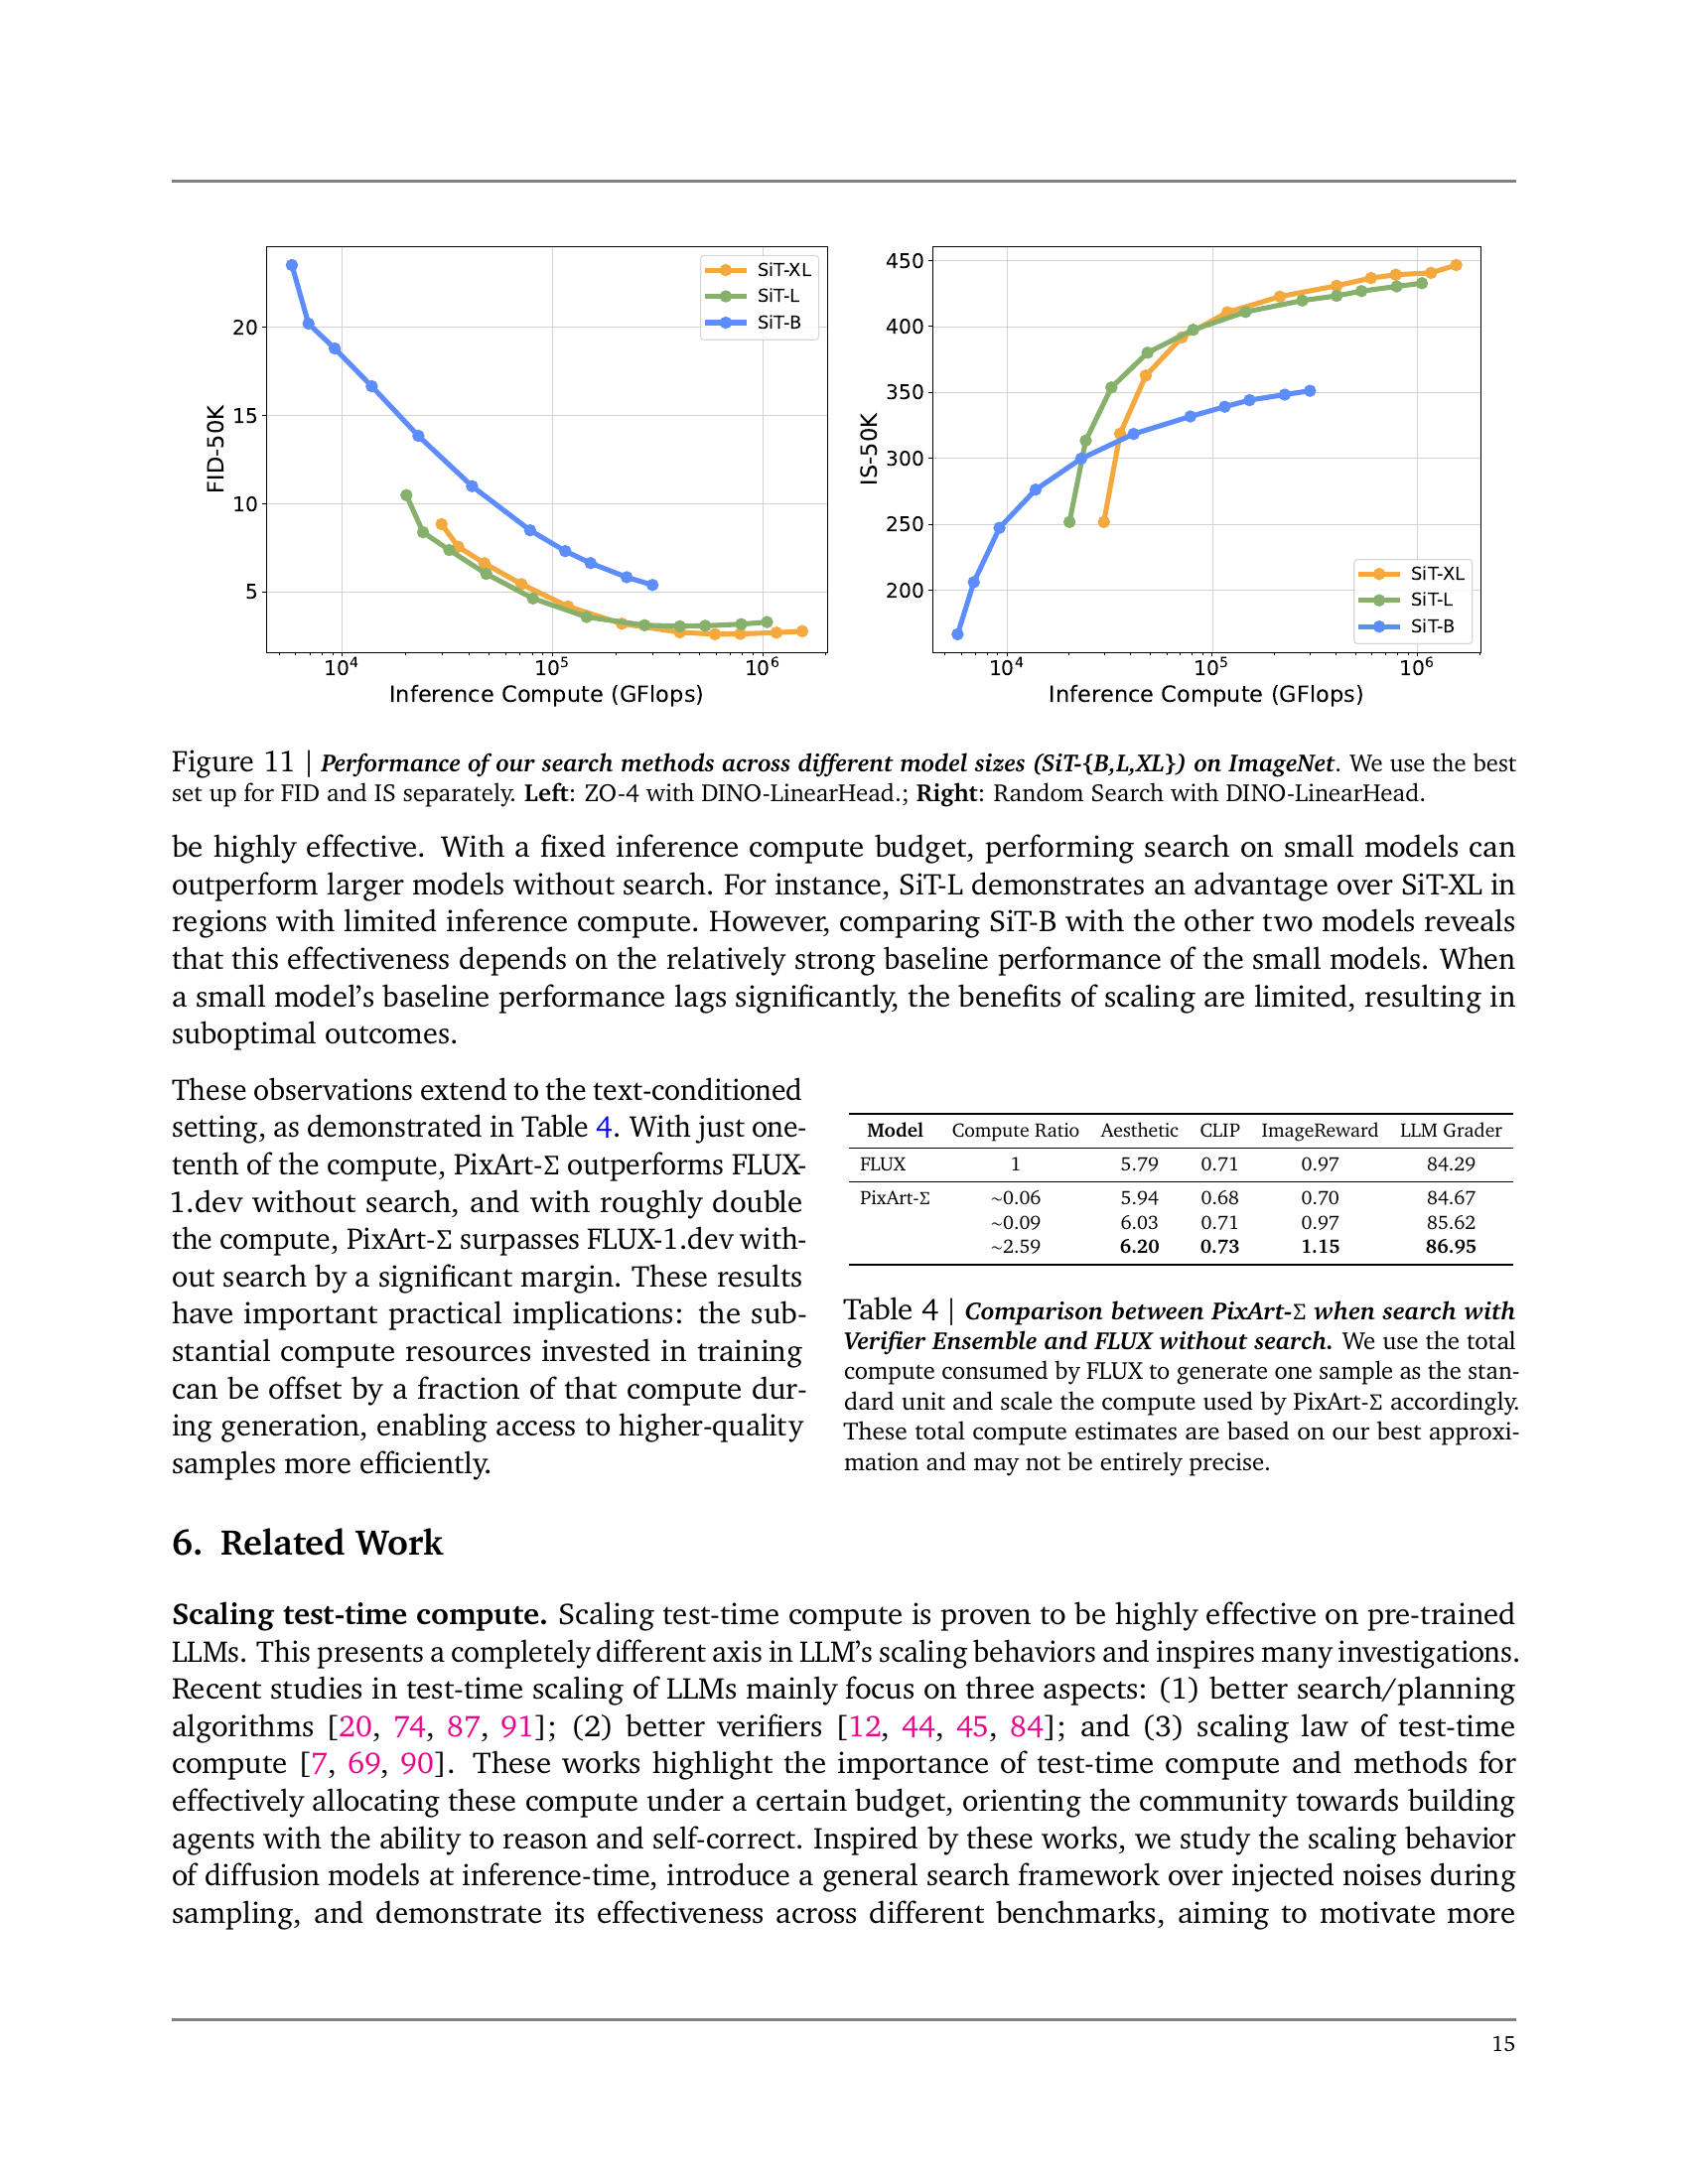 SiT-XL
SiT-L
SiT-B
20
15
10
5
FID-50K
10⁴ 10⁵ 10⁶
Inference Compute (GFlops)
450
400
350
300
250
200
IS-50K
SiT-XL
SiT-L
SiT-B
10⁴ 10⁵ 10⁶
Inference Compute (GFlops)
Figure 11 | Performance of our search methods across different model sizes (SiT-{B,L,XL}) on ImageNet. We use the best
set up for FID and IS separately. Left: ZO-4 with DINO-LinearHead.; Right: Random Search with DINO-LinearHead.
be highly effective. With a fixed inference compute budget, performing search on small models can
outperform larger models without search. For instance, SiT-L demonstrates an advantage over SiT-XL in
regions with limited inference compute. However, comparing SiT-B with the other two models reveals
that this effectiveness depends on the relatively strong baseline performance of the small models. When
a small model's baseline performance lags significantly, the benefits of scaling are limited, resulting in
suboptimal outcomes.
These observations extend to the text-conditioned
setting, as demonstrated in Table 4. With just one-
tenth of the compute, PixArt-Σ outperforms FLUX-
1.dev without search, and with roughly double
the compute, PixArt-Σ surpasses FLUX-1.dev with-
out search by a significant margin. These results
have important practical implications: the sub-
stantial compute resources invested in training
can be offset by a fraction of that compute dur-
ing generation, enabling access to higher-quality
samples more efficiently.
Model Compute Ratio Aesthetic CLIP ImageReward LLM Grader
FLUX 1 5.79 0.71 0.97 84.29
PixArt-Σ ~0.06 5.94 0.68 0.70 84.67
~0.09 6.03 0.71 0.97 85.62
~2.59 6.20 0.73 1.15 86.95
Table 4 | Comparison between PixArt-Σ when search with
Verifier Ensemble and FLUX without search. We use the total
compute consumed by FLUX to generate one sample as the stan-
dard unit and scale the compute used by PixArt-Σ accordingly.
These total compute estimates are based on our best approxi-
mation and may not be entirely precise.
6. Related Work
Scaling test-time compute. Scaling test-time compute is proven to be highly effective on pre-trained
LLMs. This presents a completely different axis in LLM's scaling behaviors and inspires many investigations.
Recent studies in test-time scaling of LLMs mainly focus on three aspects: (1) better search/planning
algorithms [20, 74, 87, 91]; (2) better verifiers [12, 44, 45, 84]; and (3) scaling law of test-time
compute [7, 69, 90]. These works highlight the importance of test-time compute and methods for
effectively allocating these compute under a certain budget, orienting the community towards building
agents with the ability to reason and self-correct. Inspired by these works, we study the scaling behavior
of diffusion models at inference-time, introduce a general search framework over injected noises during
sampling, and demonstrate its effectiveness across different benchmarks, aiming to motivate more
15